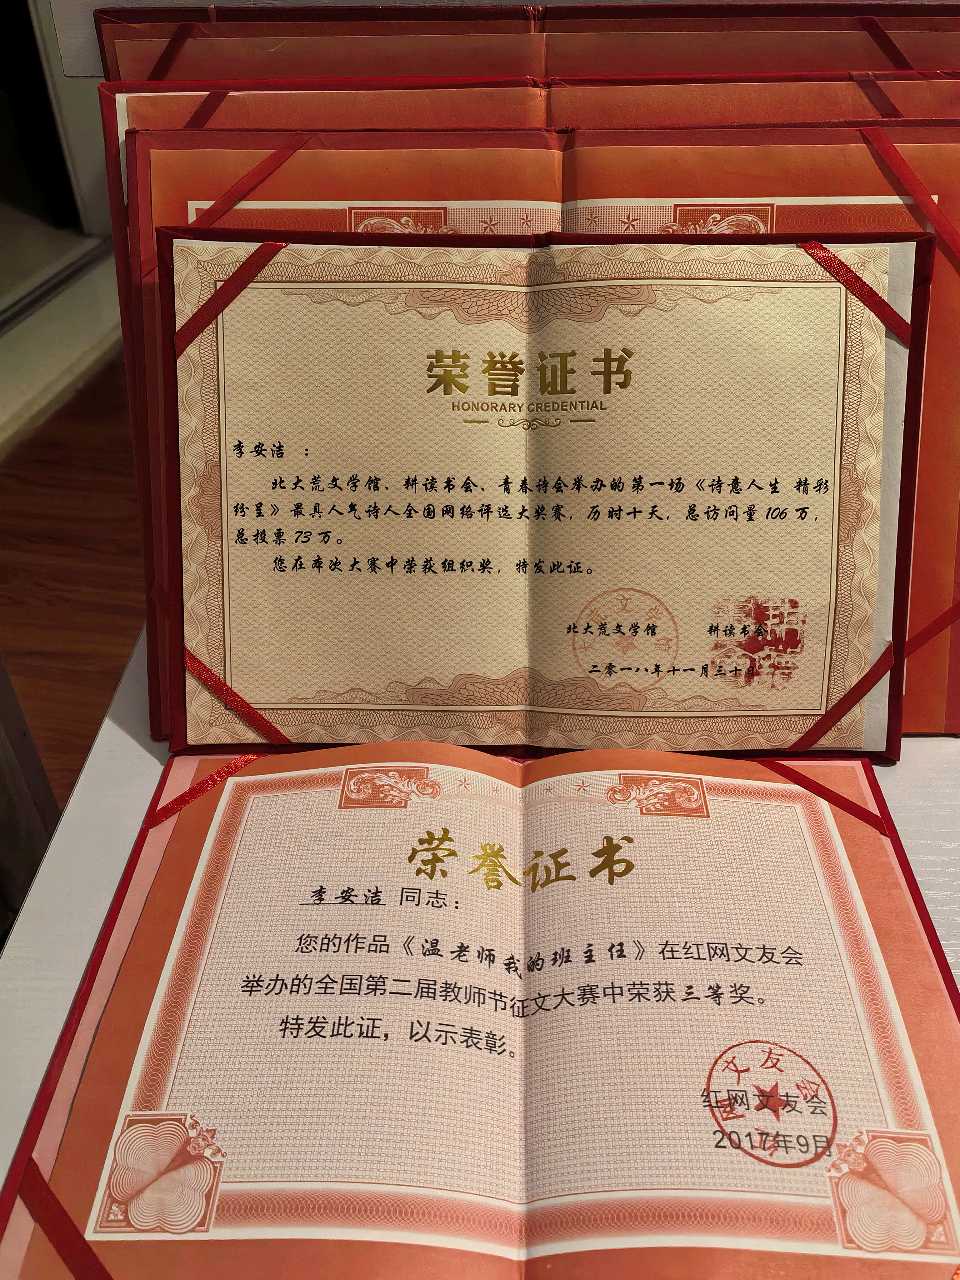 荣誉证书
HONORARY CREDENTIAL
李安洁 ：
北大荒文学馆、耕读书会、青春诗会举办的第一场《诗意人生 精彩
纷呈》最具人气诗人全国网络评选大奖赛，历时十天，总访问量106万，
总投票73万。
您在本次大赛中荣获组织奖，特发此证。
北大荒文学馆 耕读书会
二零一八年十一月三十日
荣誉证书
李安洁 同志：
您的作品《温老师我的班主任》在红网文友会
举办的全国第二届教师节征文大赛中荣获三等奖。
特发此证，以示表彰。
红网文友会
2017年9月